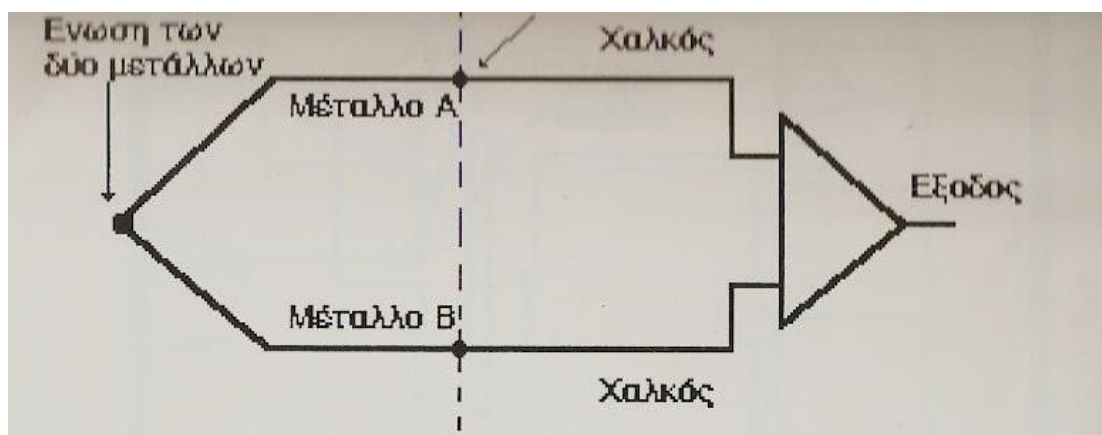 Ενωση των
δύο μετάλλων
Χαλκός
Μέταλλο Α
Εξοδος
Μέταλλο Β
Χαλκός